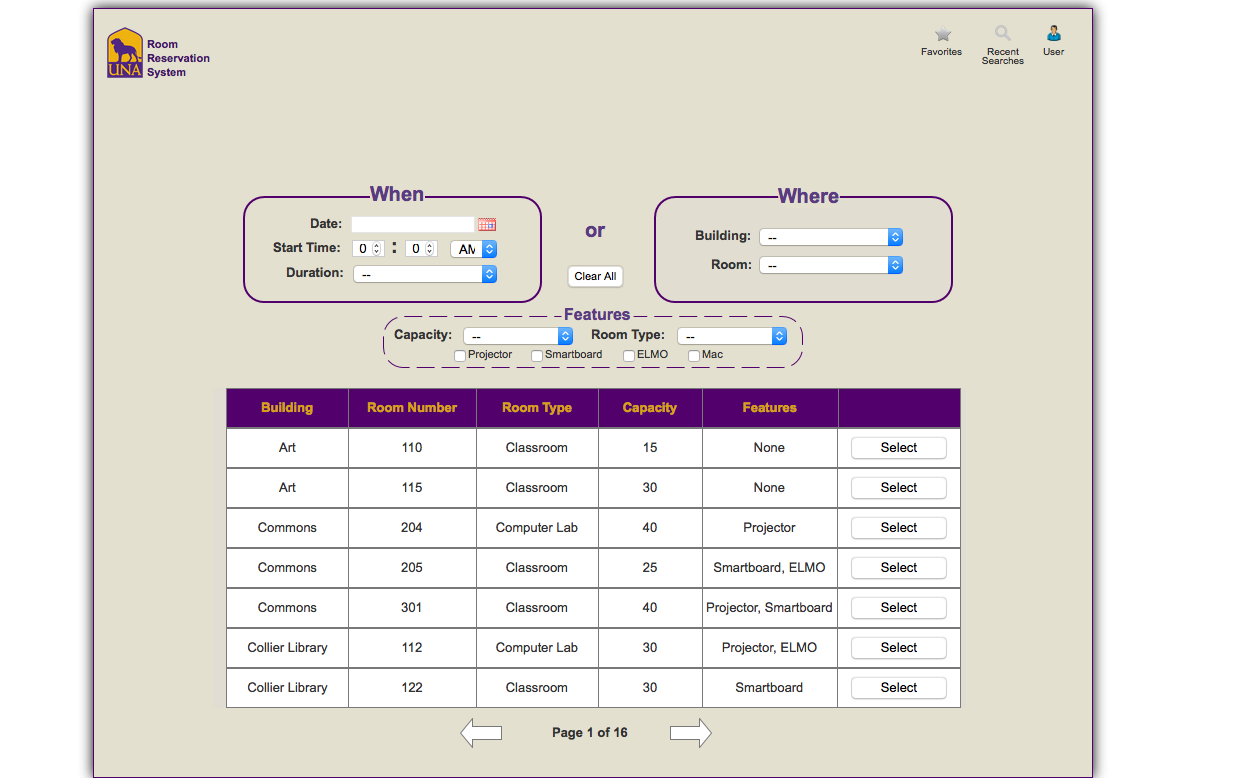 UNA
Room
Reservation
System
Favorites
Recent
Searches
User
When
Date:
Start Time: 0 : 0 AM
Duration: --
or
Clear All
Where
Building: --
Room: --
Features
Capacity: -- Room Type: --
Projector Smartboard ELMO Mac
Building Room Number Room Type Capacity Features
Art 110 Classroom 15 None Select
Art 115 Classroom 30 None Select
Commons 204 Computer Lab 40 Projector Select
Commons 205 Classroom 25 Smartboard, ELMO Select
Commons 301 Classroom 40 Projector, Smartboard Select
Collier Library 112 Computer Lab 30 Projector, ELMO Select
Collier Library 122 Classroom 30 Smartboard Select
Page 1 of 16